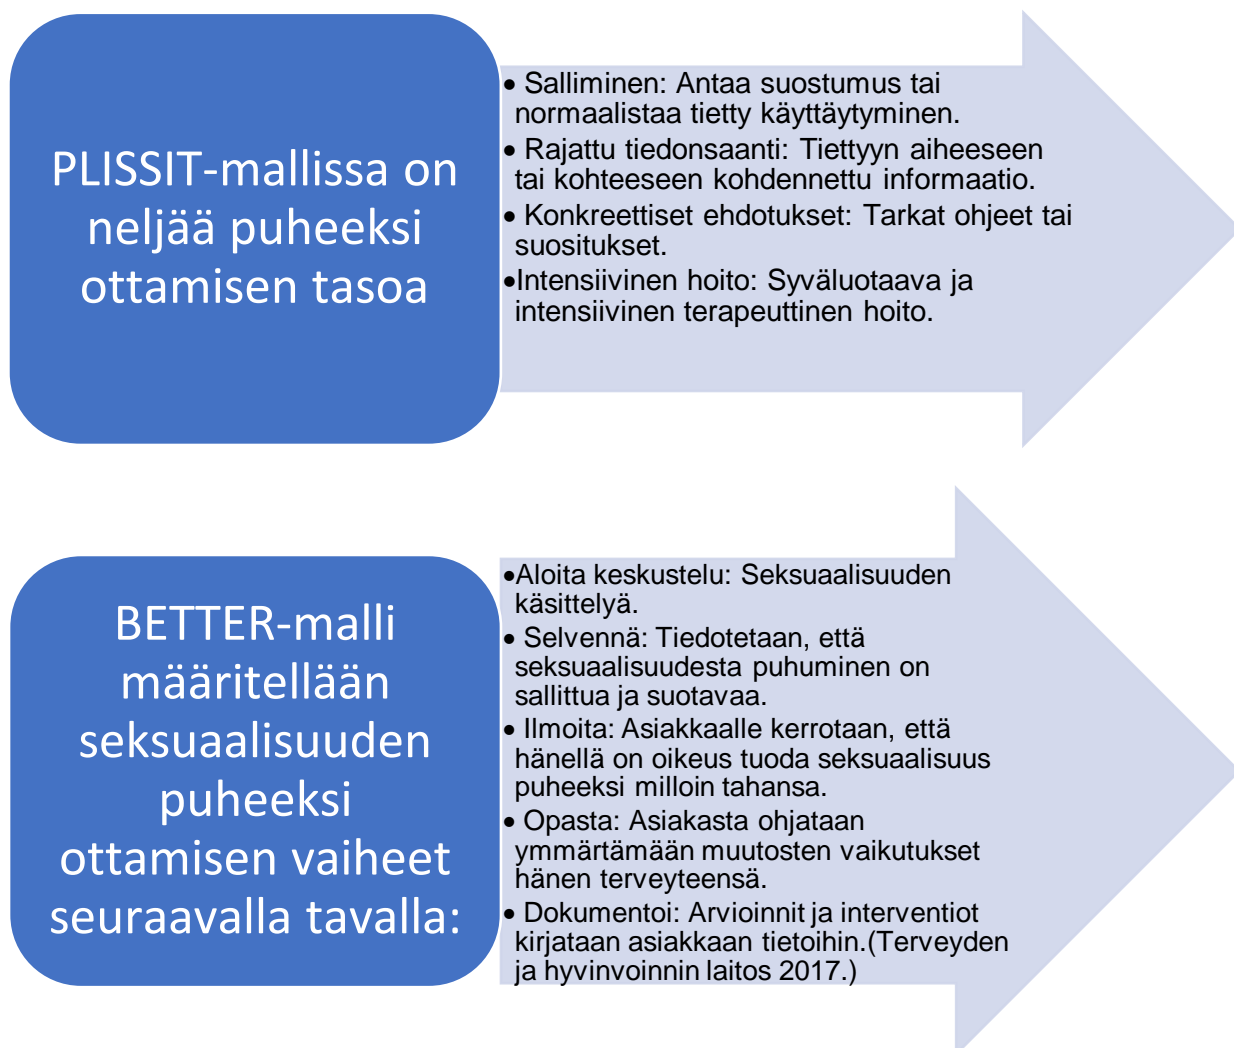 PLISSIT-mallissa on
neljää puheeksi
ottamisen tasoa
• Salliminen: Antaa suostumus tai
normaalistaa tietty käyttäytyminen.
• Rajattu tiedonsaanti: Tiettyyn aiheeseen
tai kohteeseen kohdennettu informaatio.
• Konkreettiset ehdotukset: Tarkat ohjeet tai
suositukset.
•Intensiivinen hoito: Syväluotaava ja
intensiivinen terapeuttinen hoito.
BETTER-malli
määritellään
seksuaalisuuden
puheeksi
ottamisen vaiheet
seuraavalla tavalla:
•Aloita keskustelu: Seksuaalisuuden
käsittelyä.
• Selvennä: Tiedotetaan, että
seksuaalisuudesta puhuminen on
sallittua ja suotavaa.
• Ilmoita: Asiakkaalle kerrotaan, että
hänellä on oikeus tuoda seksuaalisuus
puheeksi milloin tahansa.
• Opasta: Asiakasta ohjataan
ymmärtämään muutosten vaikutukset
hänen terveyteensä.
• Dokumentoi: Arvioinnit ja interventiot
kirjataan asiakkaan tietoihin.(Terveyden
ja hyvinvoinnin laitos 2017.)